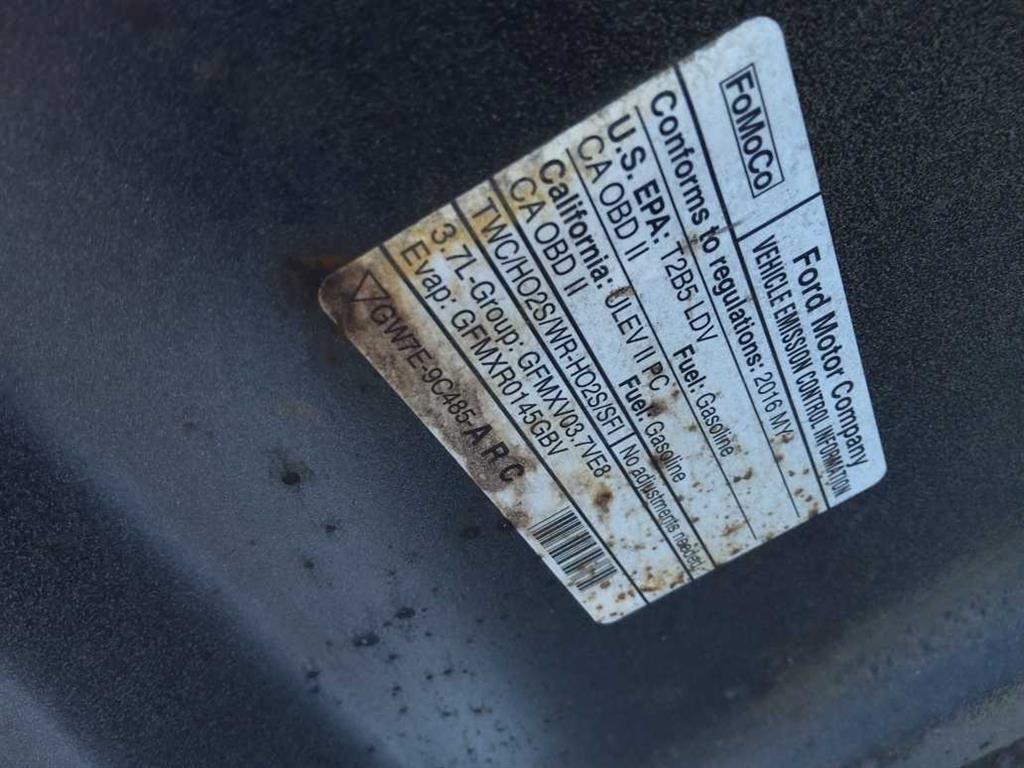 FoMoCo
Ford Motor Company
VEHICLE EMISSION CONTROL INFORMATION
Conforms to regulations: 2016 MY
U.S. EPA: T2B5 LDV Fuel: Gasoline
CA OBD II
California: ULEV II PC Fuel: Gasoline
CA OBD II
TWC/HO2S/WR-HO2S/SFI No adjustments needed.
3.7L-Group: GFMXV03.7VE8
Evap: GFMXR0145GBV
GW7E-9C485-A R C